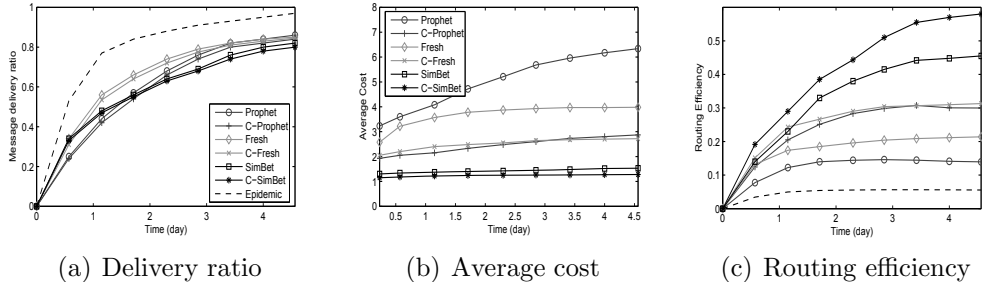 1
0.8
0.6
0.4
0.2
0
Message delivery ratio
Prophet
C−Prophet
Fresh
C−Fresh
SimBet
C−SimBet
Epidemic
0 1 2 3 4
Time (day)
(a) Delivery ratio
8
7
6
5
4
3
2
1
0
Average Cost
Prophet
C−Prophet
Fresh
C−Fresh
SimBet
C−SimBet
0.5 1 1.5 2 2.5 3 3.5 4 4.5
Time (day)
(b) Average cost
0.5
0.4
0.3
0.2
0.1
0
Routing Efficiency
0 1 2 3 4
Time (day)
(c) Routing efficiency